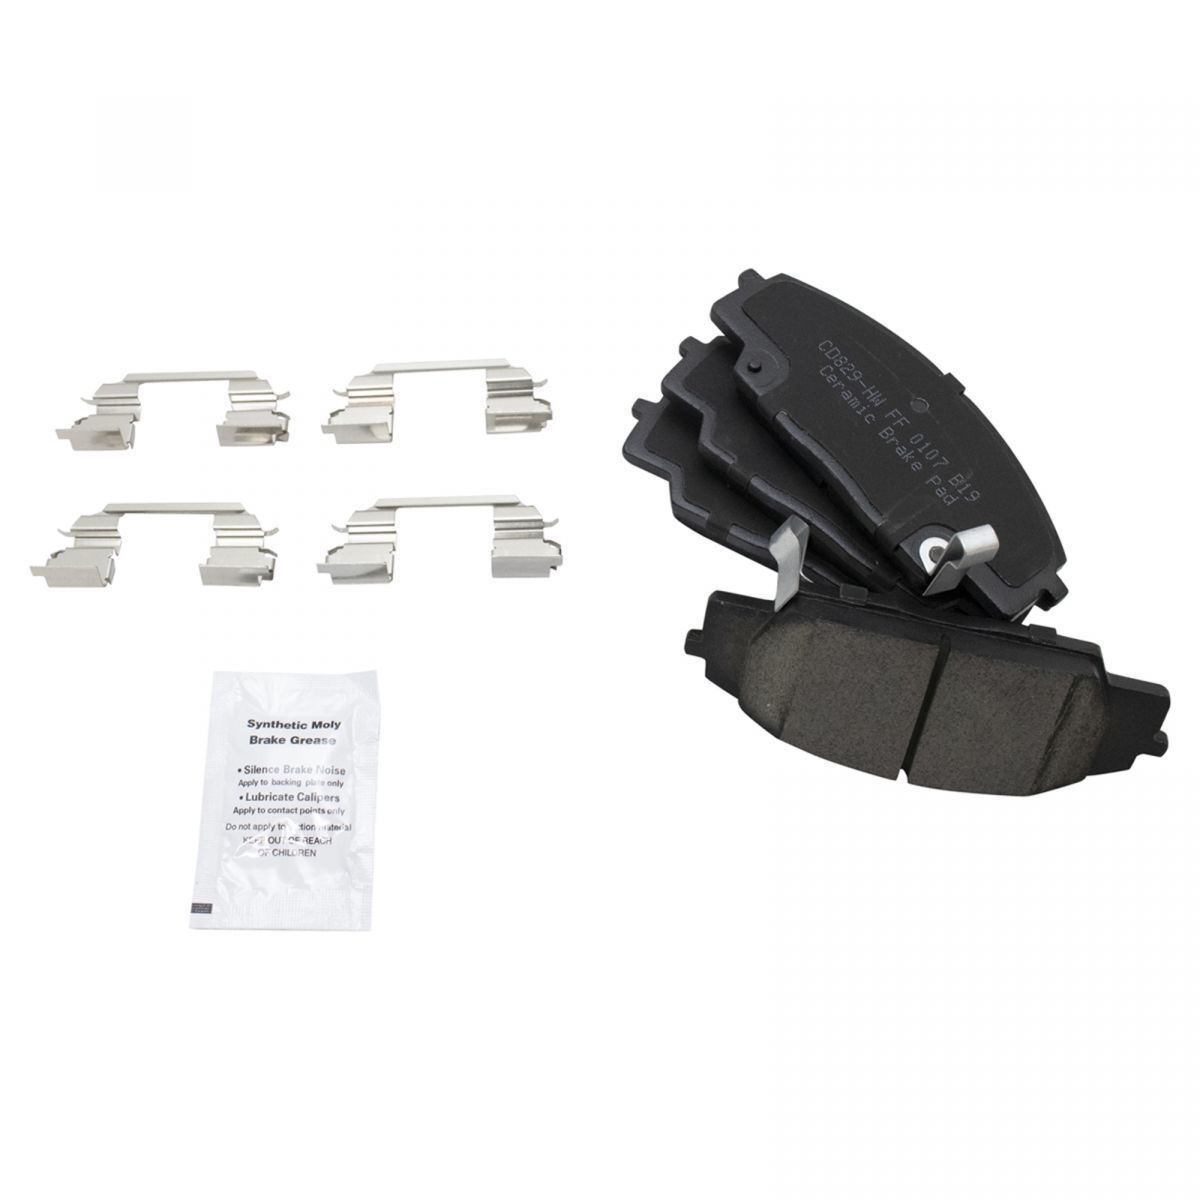 CD829-HW FF 0107 B19
Ceramic Brake Pad
Synthetic Moly
Brake Grease
• Silence Brake Noise
Apply to backing plate only
• Lubricate Calipers
Apply to contact points only
Do not apply to friction material
KEEP OUT OF REACH
OF CHILDREN